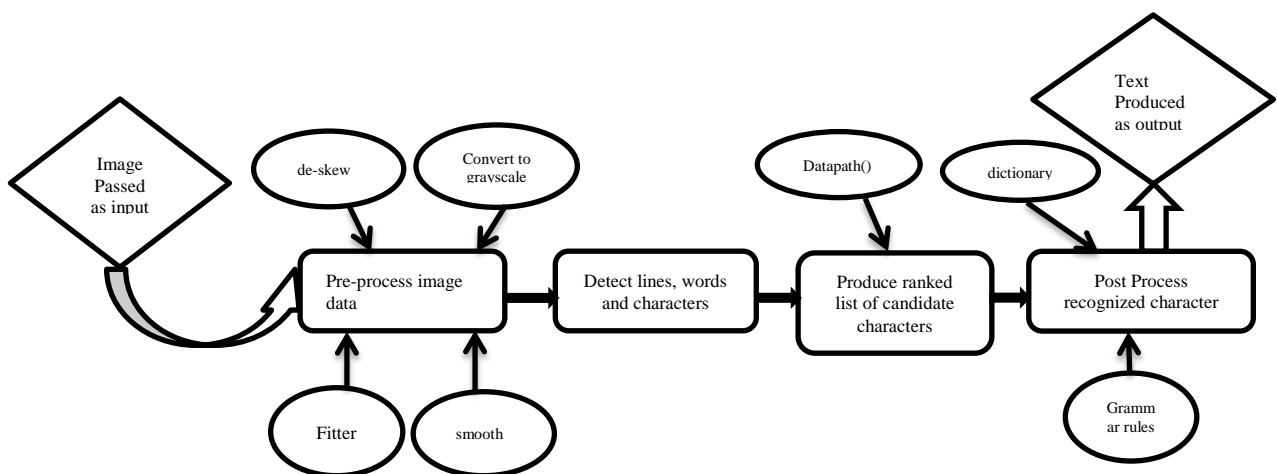 Image
Passed
as input
de-skew
Convert to
grayscale
Pre-process image
data
Fitter
smooth
Detect lines, words
and characters
Datapath()
Produce ranked
list of candidate
characters
dictionary
Post Process
recognized character
Gramm
ar rules
Text
Produced
as output